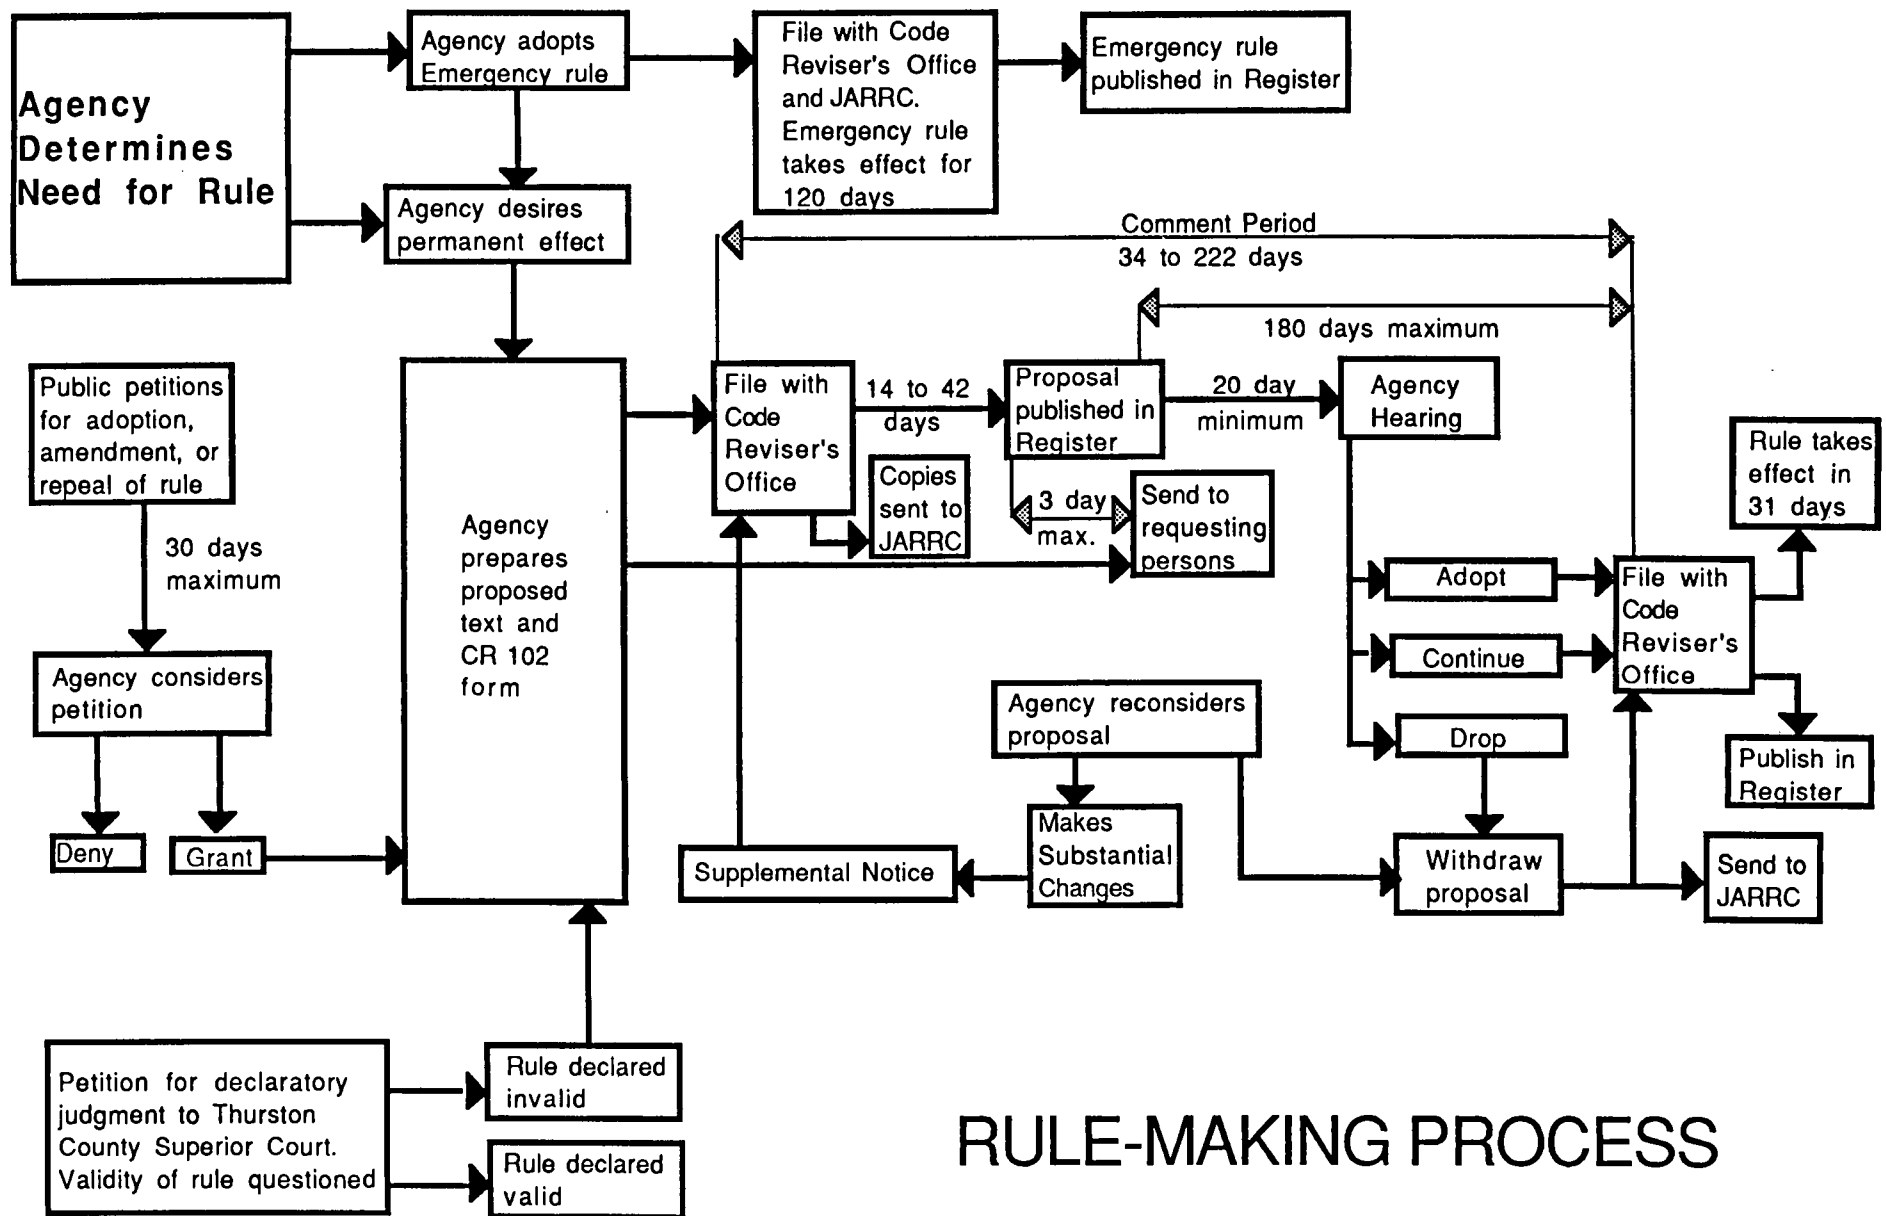 Agency
Determines
Need for Rule
Agency adopts
Emergency rule
File with Code
Reviser's Office
and JARRC.
Emergency rule
takes effect for
120 days
Emergency rule
published in Register
Agency desires
permanent effect
Comment Period
34 to 222 days
180 days maximum
Public petitions
for adoption,
amendment, or
repeal of rule
30 days
maximum
Agency considers
petition
Deny
Grant
Agency
prepares
proposed
text and
CR 102
form
File with
Code
Reviser's
Office
14 to 42
days
Copies
sent to
JARRC
Proposal
published in
Register
3 day
max.
Send to
requesting
persons
20 day
minimum
Agency
Hearing
Adopt
Continue
Drop
File with
Code
Reviser's
Office
Rule takes
effect in
31 days
Publish in
Register
Agency reconsiders
proposal
Makes
Substantial
Changes
Supplemental Notice
Withdraw
proposal
Send to
JARRC
Petition for declaratory
judgment to Thurston
County Superior Court.
Validity of rule questioned
Rule declared
invalid
Rule declared
valid
RULE-MAKING PROCESS